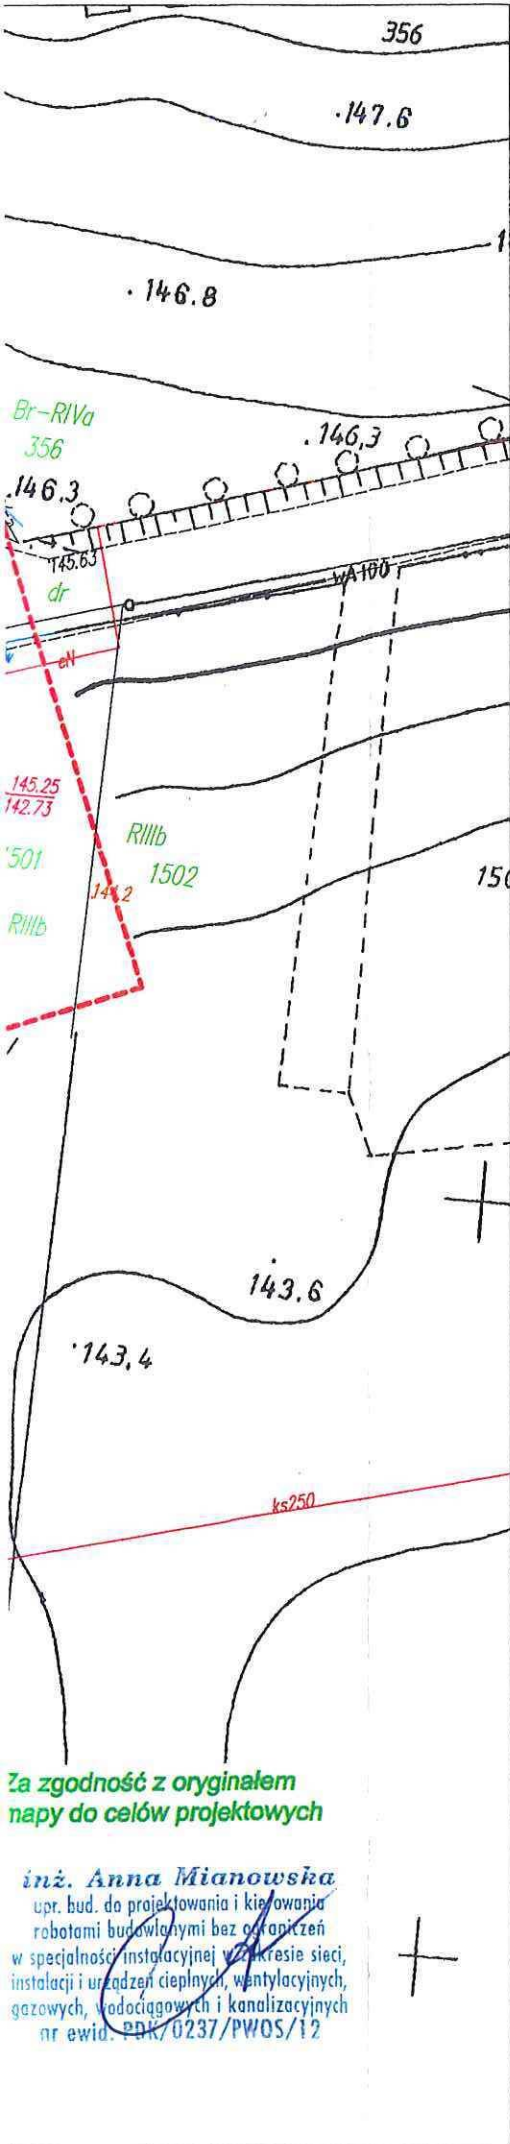 356
.147.6
.146.8
Br-RIVa
356
.146,3
.146.3
145.63
dr
wA100
eN
145.25
142.73
RIIIb
1502
501
RIIIb
143.6
.143,4
ks250
Za zgodność z oryginałem
mapy do celów projektowych
inż. Anna Mianowska
upr. bud. do projektowania i kierowania
robotami budowlanymi bez ograniczeń
w specjalności instalacyjnej w zakresie sieci,
instalacji i urządzeń cieplnych, wentylacyjnych,
gazowych, wodociągowych i kanalizacyjnych
nr ewid. PDK/0237/PWOS/12